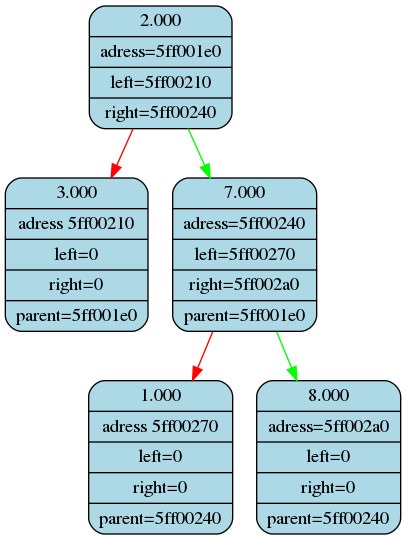 2.000
adress=5ff001e0
left=5ff00210
right=5ff00240
3.000
adress 5ff00210
left=0
right=0
parent=5ff001e0
7.000
adress=5ff00240
left=5ff00270
right=5ff002a0
parent=5ff001e0
1.000
adress 5ff00270
left=0
right=0
parent=5ff00240
8.000
adress=5ff002a0
left=0
right=0
parent=5ff00240